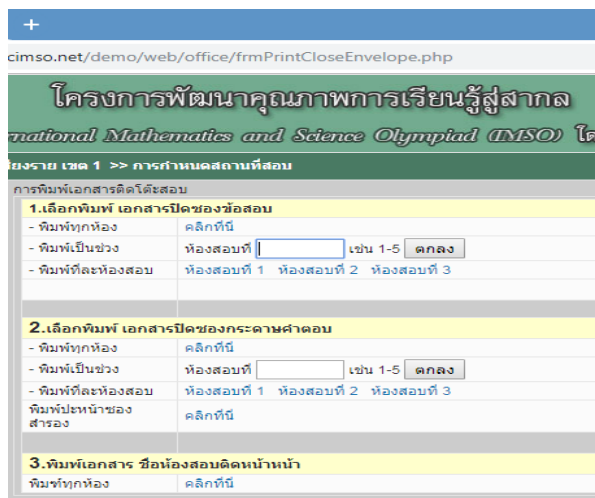 +
cimso.net/demo/web/office/frmPrintCloseEnvelope.php
โครงการพัฒนาคุณภาพการเรียนรู้สู่สากล
rnational Mathematics and Science Olympiad (IMSO) โด
ียงราย เขต 1 >> การกำหนดสถานที่สอบ
การพิมพ์เอกสารติดโต๊ะสอบ
1.เลือกพิมพ์ เอกสารปิดซองข้อสอบ
- พิมพ์ทุกห้อง คลิกที่นี่
- พิมพ์เป็นช่วง ห้องสอบที่ เช่น 1-5 ตกลง
- พิมพ์ทีละห้องสอบ ห้องสอบที่ 1 ห้องสอบที่ 2 ห้องสอบที่ 3
2.เลือกพิมพ์ เอกสารปิดซองกระดาษคำตอบ
- พิมพ์ทุกห้อง คลิกที่นี่
- พิมพ์เป็นช่วง ห้องสอบที่ เช่น 1-5 ตกลง
- พิมพ์ทีละห้องสอบ ห้องสอบที่ 1 ห้องสอบที่ 2 ห้องสอบที่ 3
พิมพ์ปะหน้าซอง
สำรอง คลิกที่นี่
3.พิมพ์เอกสาร ชื่อห้องสอบติดหน้าหน้า
พิมฑ์ทุกห้อง คลิกที่นี่